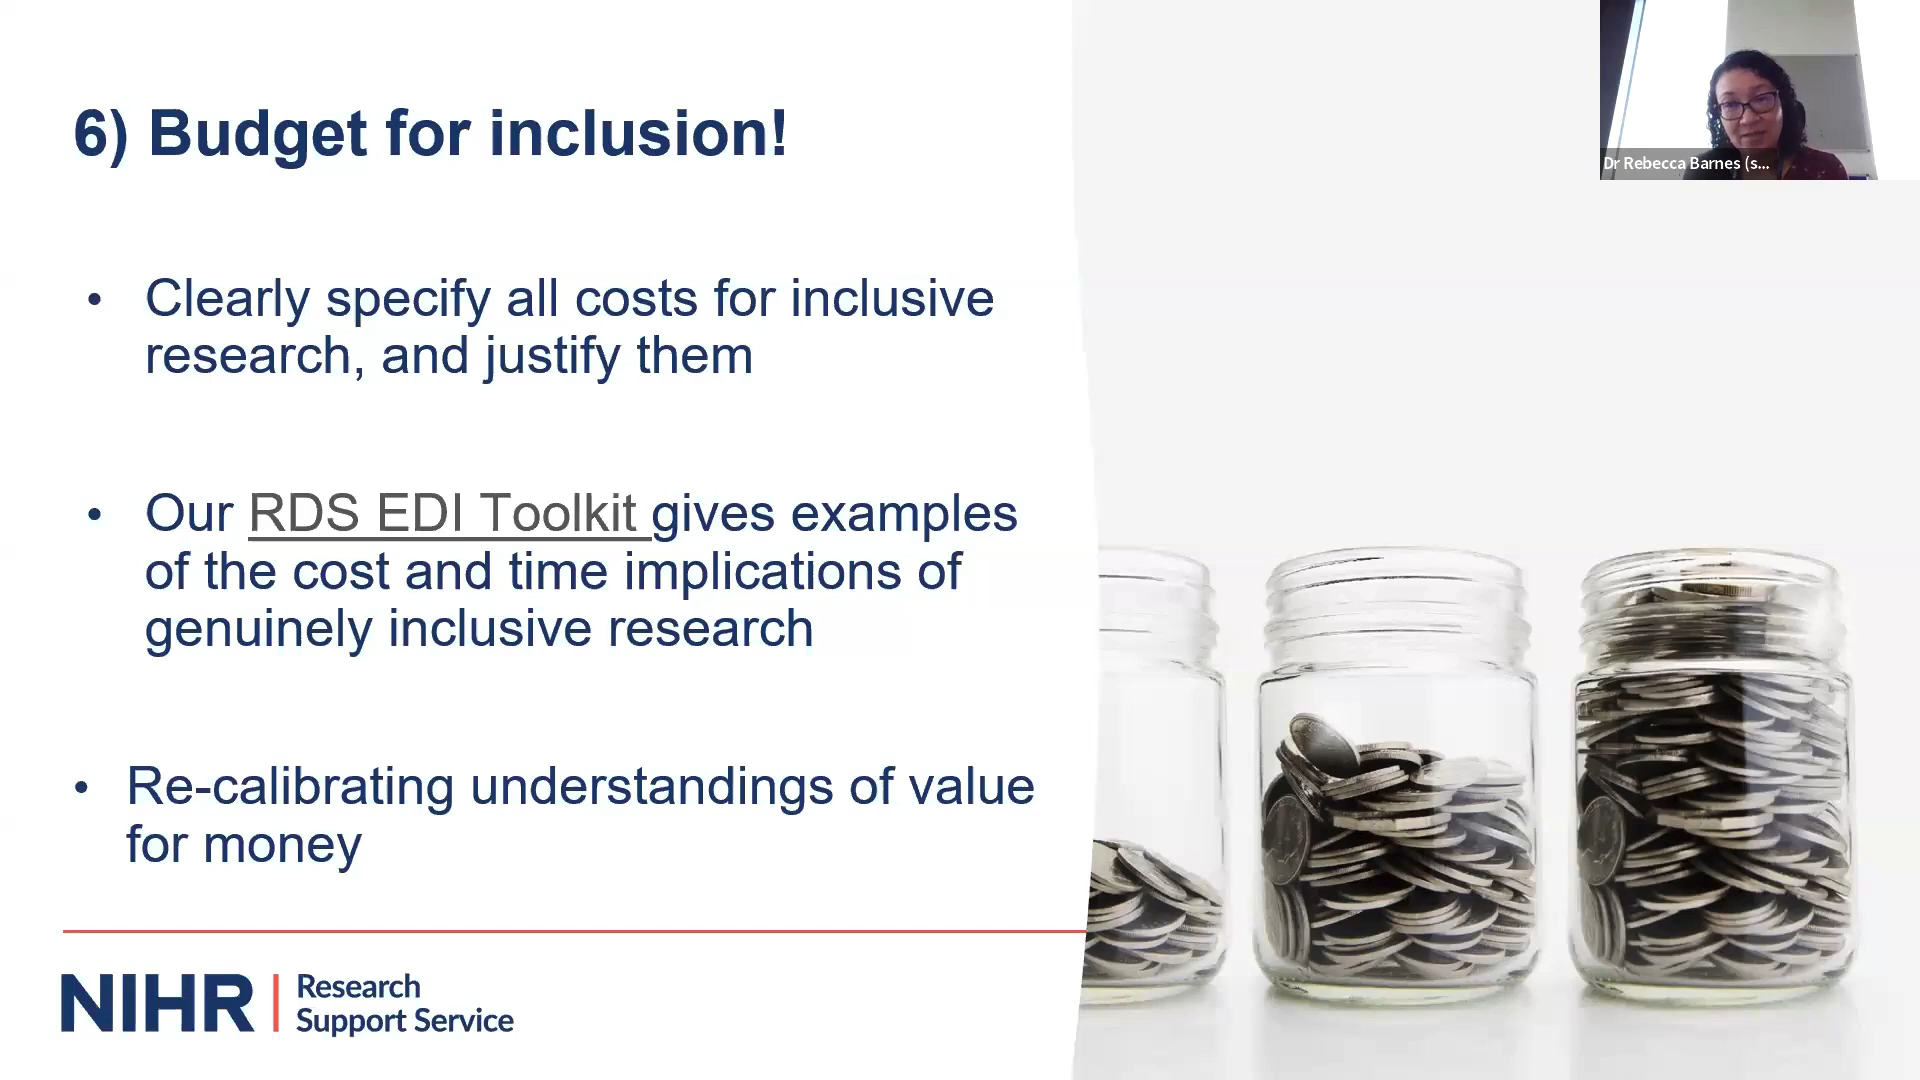 6) Budget for inclusion!
• Clearly specify all costs for inclusive
research, and justify them
• Our RDS EDI Toolkit gives examples
of the cost and time implications of
genuinely inclusive research
• Re-calibrating understandings of value
for money
NIHR | Research
Support Service
Dr Rebecca Barnes (s...